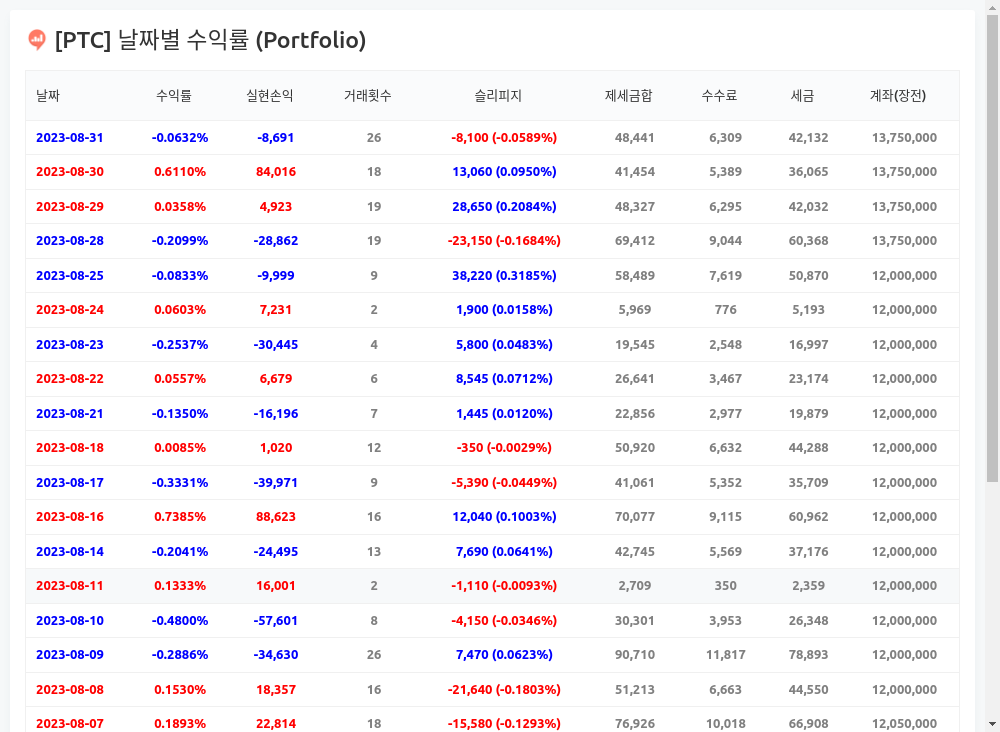 [PTC] 날짜별 수익률 (Portfolio)
날짜 수익률 실현손익 거래횟수 슬리피지 제세금합 수수료 세금 계좌(장전)
2023-08-31 -0.0632% -8,691 26 -8,100 (-0.0589%) 48,441 6,309 42,132 13,750,000
2023-08-30 0.6110% 84,016 18 13,060 (0.0950%) 41,454 5,389 36,065 13,750,000
2023-08-29 0.0358% 4,923 19 28,650 (0.2084%) 48,327 6,295 42,032 13,750,000
2023-08-28 -0.2099% -28,862 19 -23,150 (-0.1684%) 69,412 9,044 60,368 13,750,000
2023-08-25 -0.0833% -9,999 9 38,220 (0.3185%) 58,489 7,619 50,870 12,000,000
2023-08-24 0.0603% 7,231 2 1,900 (0.0158%) 5,969 776 5,193 12,000,000
2023-08-23 -0.2537% -30,445 4 5,800 (0.0483%) 19,545 2,548 16,997 12,000,000
2023-08-22 0.0557% 6,679 6 8,545 (0.0712%) 26,641 3,467 23,174 12,000,000
2023-08-21 -0.1350% -16,196 7 1,445 (0.0120%) 22,856 2,977 19,879 12,000,000
2023-08-18 0.0085% 1,020 12 -350 (-0.0029%) 50,920 6,632 44,288 12,000,000
2023-08-17 -0.3331% -39,971 9 -5,390 (-0.0449%) 41,061 5,352 35,709 12,000,000
2023-08-16 0.7385% 88,623 16 12,040 (0.1003%) 70,077 9,115 60,962 12,000,000
2023-08-14 -0.2041% -24,495 13 7,690 (0.0641%) 42,745 5,569 37,176 12,000,000
2023-08-11 0.1333% 16,001 2 -1,110 (-0.0093%) 2,709 350 2,359 12,000,000
2023-08-10 -0.4800% -57,601 8 -4,150 (-0.0346%) 30,301 3,953 26,348 12,000,000
2023-08-09 -0.2886% -34,630 26 7,470 (0.0623%) 90,710 11,817 78,893 12,000,000
2023-08-08 0.1530% 18,357 16 -21,640 (-0.1803%) 51,213 6,663 44,550 12,000,000
2023-08-07 0.1893% 22,814 18 -15,580 (-0.1293%) 76,926 10,018 66,908 12,050,000